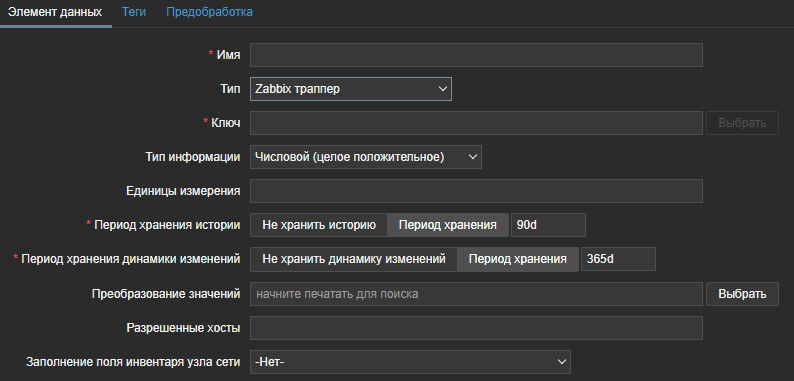 Элемент данных Теги Предобработка
* Имя
Тип Zabbix траппер
* Ключ Выбрать
Тип информации Числовой (целое положительное)
Единицы измерения
* Период хранения истории Не хранить историю Период хранения 90d
* Период хранения динамики изменений Не хранить динамику изменений Период хранения 365d
Преобразование значений начните печатать для поиска Выбрать
Разрешенные хосты
Заполнение поля инвентаря узла сети -Нет-